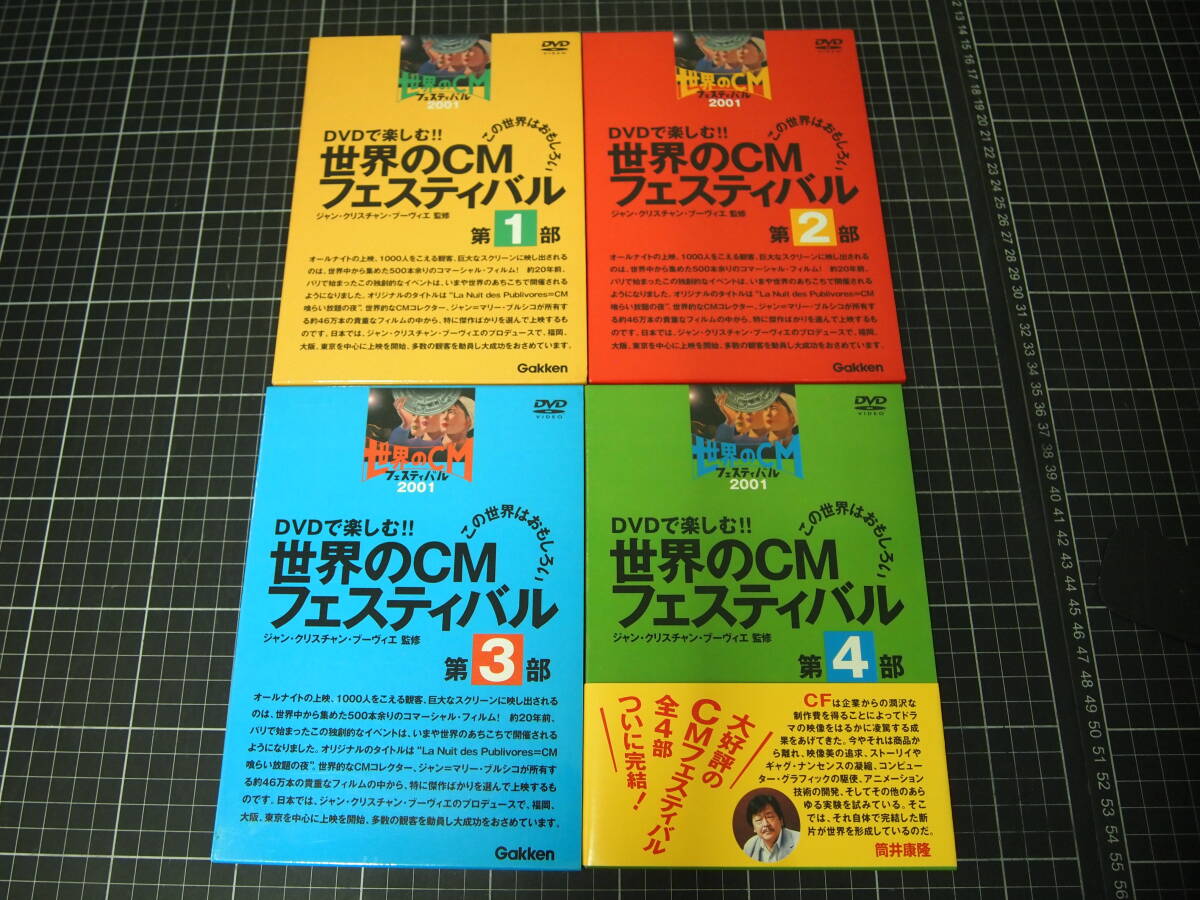 DVD
VIDEO
世界のCM
フェスティバル
2001
DVDで楽しむ!!
この世界はおもしろい
世界のCM
フェスティバル
ジャン・クリスチャン・ブーヴィエ 監修
第1部
オールナイトの上映、1000人をこえる観客、巨大なスクリーンに映し出される
のは、世界中から集めた500本余りのコマーシャル・フィルム! 約20年前、
パリで始まったこの独創的なイベントは、いまや世界のあちこちで開催される
ようになりました。オリジナルのタイトルは“La Nuit des Publivores=CM
喰らい放題の夜”。世界的なCMコレクター、ジャン=マリー・ブルシコが所有す
る約46万本の貴重なフィルムの中から、特に傑作ばかりを選んで上映するも
のです。日本では、ジャン・クリスチャン・ブーヴィエのプロデュースで、福岡、
大阪、東京を中心に上映を開始、多数の観客を動員し大成功をおさめています。
Gakken
DVD
VIDEO
世界のCM
フェスティバル
2001
DVDで楽しむ!!
この世界はおもしろい
世界のCM
フェスティバル
ジャン・クリスチャン・ブーヴィエ 監修
第2部
オールナイトの上映、1000人をこえる観客、巨大なスクリーンに映し出される
のは、世界中から集めた500本余りのコマーシャル・フィルム! 約20年前、
パリで始まったこの独創的なイベントは、いまや世界のあちこちで開催される
ようになりました。オリジナルのタイトルは“La Nuit des Publivores=CM
喰らい放題の夜”。世界的なCMコレクター、ジャン=マリー・ブルシコが所有す
る約46万本の貴重なフィルムの中から、特に傑作ばかりを選んで上映するも
のです。日本では、ジャン・クリスチャン・ブーヴィエのプロデュースで、福岡、
大阪、東京を中心に上映を開始、多数の観客を動員し大成功をおさめています。
Gakken
DVD
VIDEO
世界のCM
フェスティバル
2001
DVDで楽しむ!!
この世界はおもしろい
世界のCM
フェスティバル
ジャン・クリスチャン・ブーヴィエ 監修
第3部
オールナイトの上映、1000人をこえる観客、巨大なスクリーンに映し出される
のは、世界中から集めた500本余りのコマーシャル・フィルム! 約20年前、
パリで始まったこの独創的なイベントは、いまや世界のあちこちで開催される
ようになりました。オリジナルのタイトルは“La Nuit des Publivores=CM
喰らい放題の夜”。世界的なCMコレクター、ジャン=マリー・ブルシコが所有す
る約46万本の貴重なフィルムの中から、特に傑作ばかりを選んで上映するも
のです。日本では、ジャン・クリスチャン・ブーヴィエのプロデュースで、福岡、
大阪、東京を中心に上映を開始、多数の観客を動員し大成功をおさめています。
Gakken
DVD
VIDEO
世界のCM
フェスティバル
2001
DVDで楽しむ!!
この世界はおもしろい
世界のCM
フェスティバル
ジャン・クリスチャン・ブーヴィエ 監修
第4部
大好評の
CMフェスティバル
全4部
ついに完結!
CFは企業からの潤沢な
制作費を得ることによってドラ
マの映像をはるかに凌篤する成
果をあげてきた。今やそれは商品か
ら離れ、映像美の追求、ストーリイや
ギャグ・ナンセンスの凝縮、コンピュー
ター・グラフィックの駆使、アニメーション
技術の開発、そしてその他のあら
ゆる実験を試みている。そこ
では、それ自体で完結した断
片が世界を形成しているのだ。
筒井康隆
12
13
14
15
16
17
18
19
20
21
22
23
24
25
26
27
28
29
30
31
32
33
34
35
36
37
38
39
40
41
42
43
44
45
46
47
48
49
50
51
52
53
54
55
56